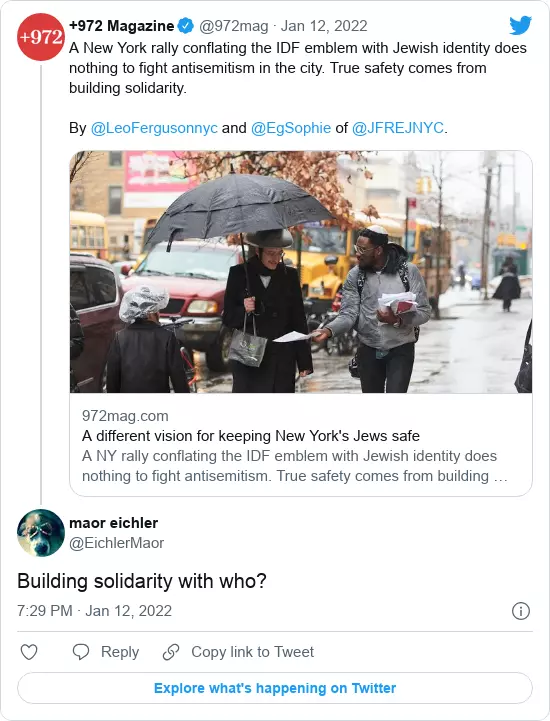 +972
+972 Magazine @972mag · Jan 12, 2022
A New York rally conflating the IDF emblem with Jewish identity does
nothing to fight antisemitism in the city. True safety comes from
building solidarity.
By @LeoFergusonnyc and @EgSophie of @JFREJNYC.
972mag.com
A different vision for keeping New York's Jews safe
A NY rally conflating the IDF emblem with Jewish identity does
nothing to fight antisemitism. True safety comes from building …
maor eichler
@EichlerMaor
Building solidarity with who?
7:29 PM · Jan 12, 2022
Reply
Copy link to Tweet
Explore what's happening on Twitter